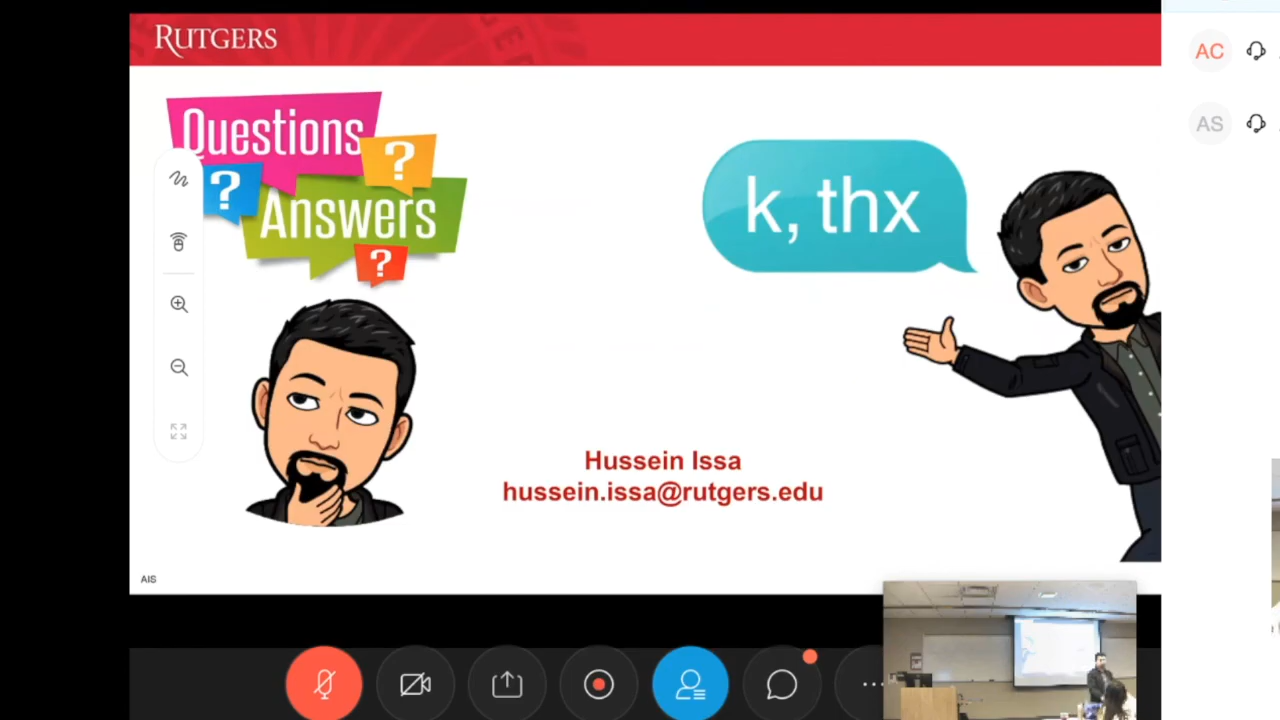 RUTGERS
AC
AS
Questions
?
?
Answers
?
k, thx
Hussein Issa
hussein.issa@rutgers.edu
AIS